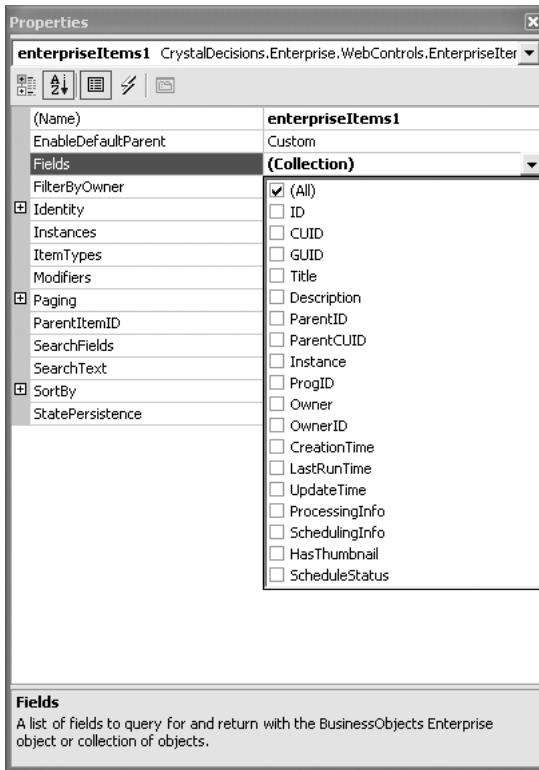 Properties
enterpriseItems1 CrystalDecisions.Enterprise.WebControls.EnterpriseIter
(Name) enterpriseItems1
EnableDefaultParent Custom
Fields (Collection)
FilterByOwner (All)
Identity ID
Instances CUID
ItemTypes GUID
Modifiers Title
Paging Description
ParentItemID ParentID
SearchFields ParentCUID
SearchText Instance
SortBy ProgID
StatePersistence Owner
OwnerID
CreationTime
LastRunTime
UpdateTime
ProcessingInfo
SchedulingInfo
HasThumbnail
ScheduleStatus
Fields
A list of fields to query for and return with the BusinessObjects Enterprise
object or collection of objects.